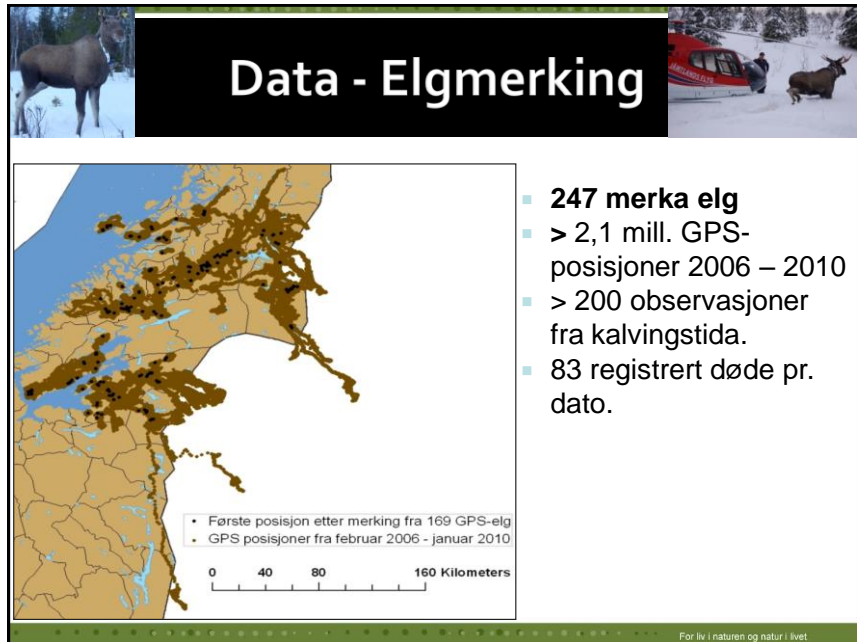 Data - Elgmerking
247 merka elg
> 2,1 mill. GPS-
posisjoner 2006 – 2010
> 200 observasjoner
fra kalvingstida.
83 registrert døde pr.
dato.
Første posisjon etter merking fra 169 GPS-elg
GPS posisjoner fra februar 2006 - januar 2010
0 40 80 160 Kilometers
For liv i naturen og natur i livet